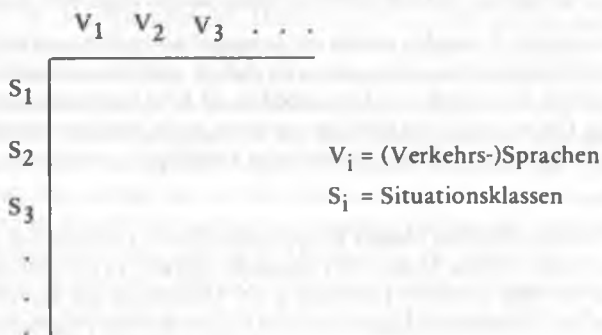 V1 V2 V3 . . .
S1
S2
Vi = (Verkehrs-)Sprachen
S3
Si = Situationsklassen
.
.
.